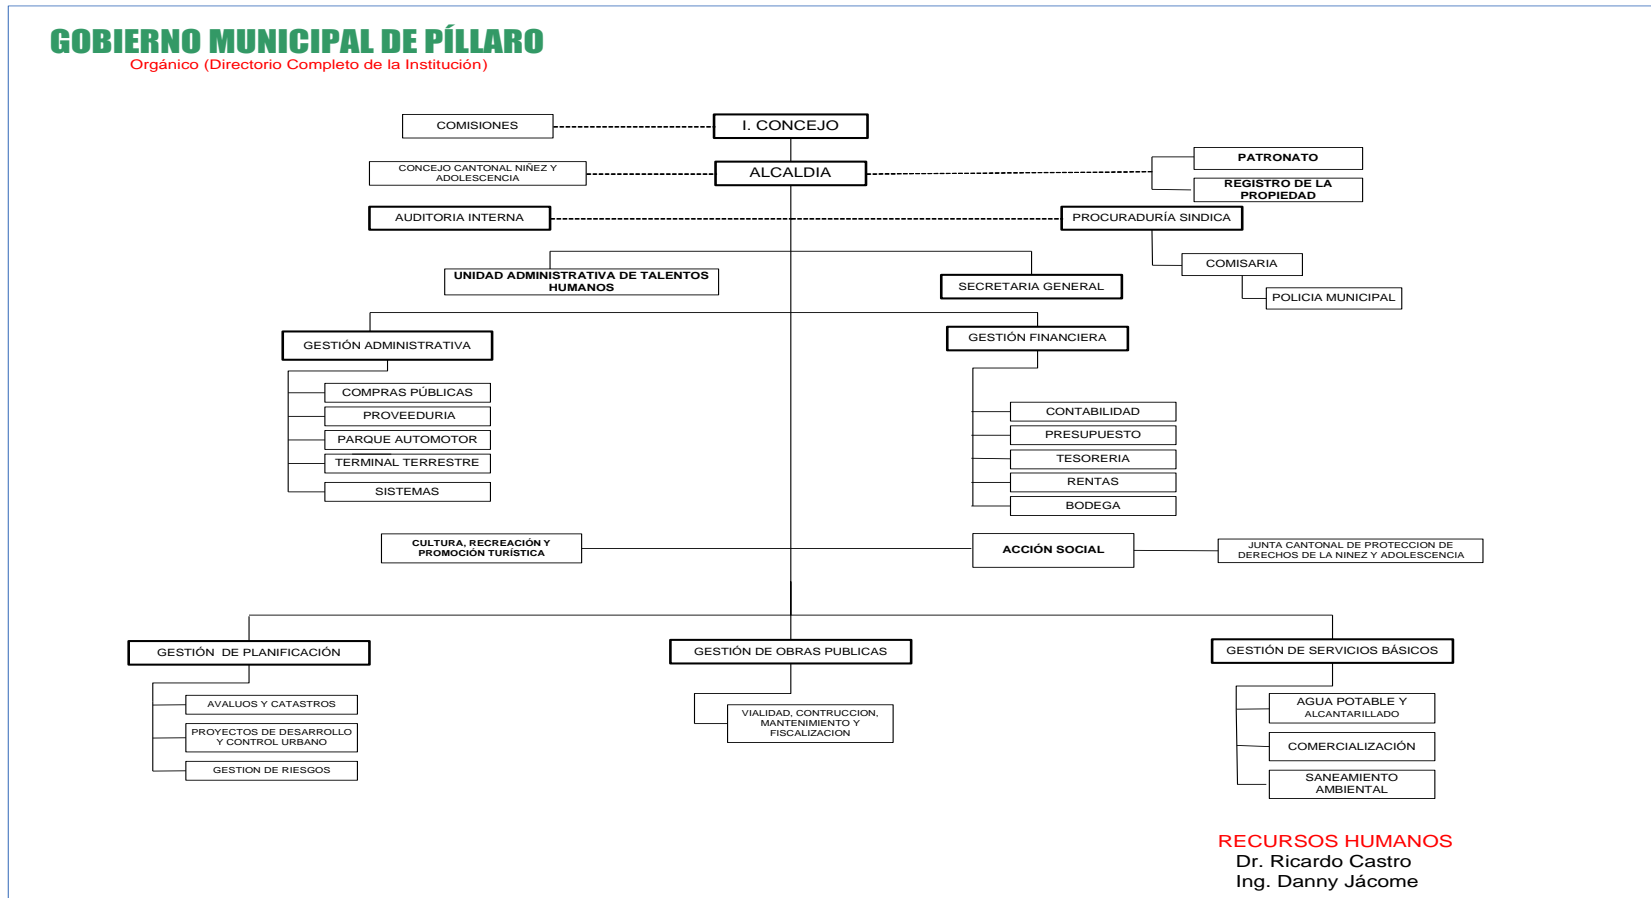 GOBIERNO MUNICIPAL DE PÍLLARO
Orgánico (Directorio Completo de la Institución)
COMISIONES
I. CONCEJO
CONCEJO CANTONAL NIÑEZ Y
ADOLESCENCIA
ALCALDIA
PATRONATO
REGISTRO DE LA
PROPIEDAD
AUDITORIA INTERNA
PROCURADURÍA SINDICA
COMISARIA
POLICIA MUNICIPAL
UNIDAD ADMINISTRATIVA DE TALENTOS
HUMANOS
SECRETARIA GENERAL
GESTIÓN ADMINISTRATIVA
COMPRAS PÚBLICAS
PROVEEDURIA
PARQUE AUTOMOTOR
TERMINAL TERRESTRE
SISTEMAS
GESTIÓN FINANCIERA
CONTABILIDAD
PRESUPUESTO
TESORERIA
RENTAS
BODEGA
CULTURA, RECREACIÓN Y
PROMOCIÓN TURÍSTICA
ACCIÓN SOCIAL
JUNTA CANTONAL DE PROTECCION DE
DERECHOS DE LA NINEZ Y ADOLESCENCIA
GESTIÓN DE PLANIFICACIÓN
AVALUOS Y CATASTROS
PROYECTOS DE DESARROLLO
Y CONTROL URBANO
GESTION DE RIESGOS
GESTIÓN DE OBRAS PUBLICAS
VIALIDAD, CONTRUCCION,
MANTENIMIENTO Y
FISCALIZACION
GESTIÓN DE SERVICIOS BÁSICOS
AGUA POTABLE Y
ALCANTARILLADO
COMERCIALIZACIÓN
SANEAMIENTO
AMBIENTAL
RECURSOS HUMANOS
Dr. Ricardo Castro
Ing. Danny Jácome